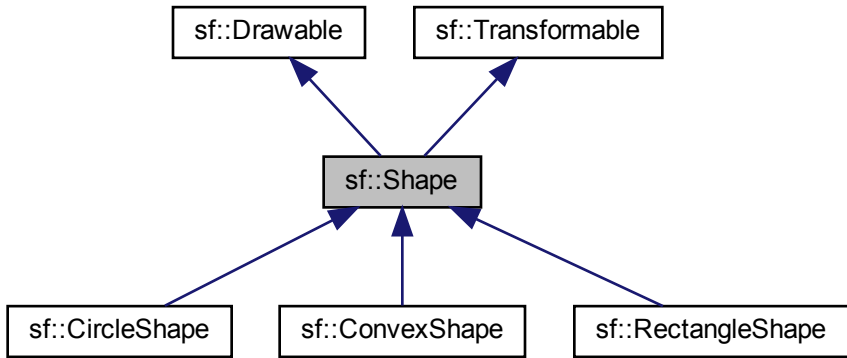 sf::Drawable
sf::Transformable
sf::Shape
sf::CircleShape
sf::ConvexShape
sf::RectangleShape